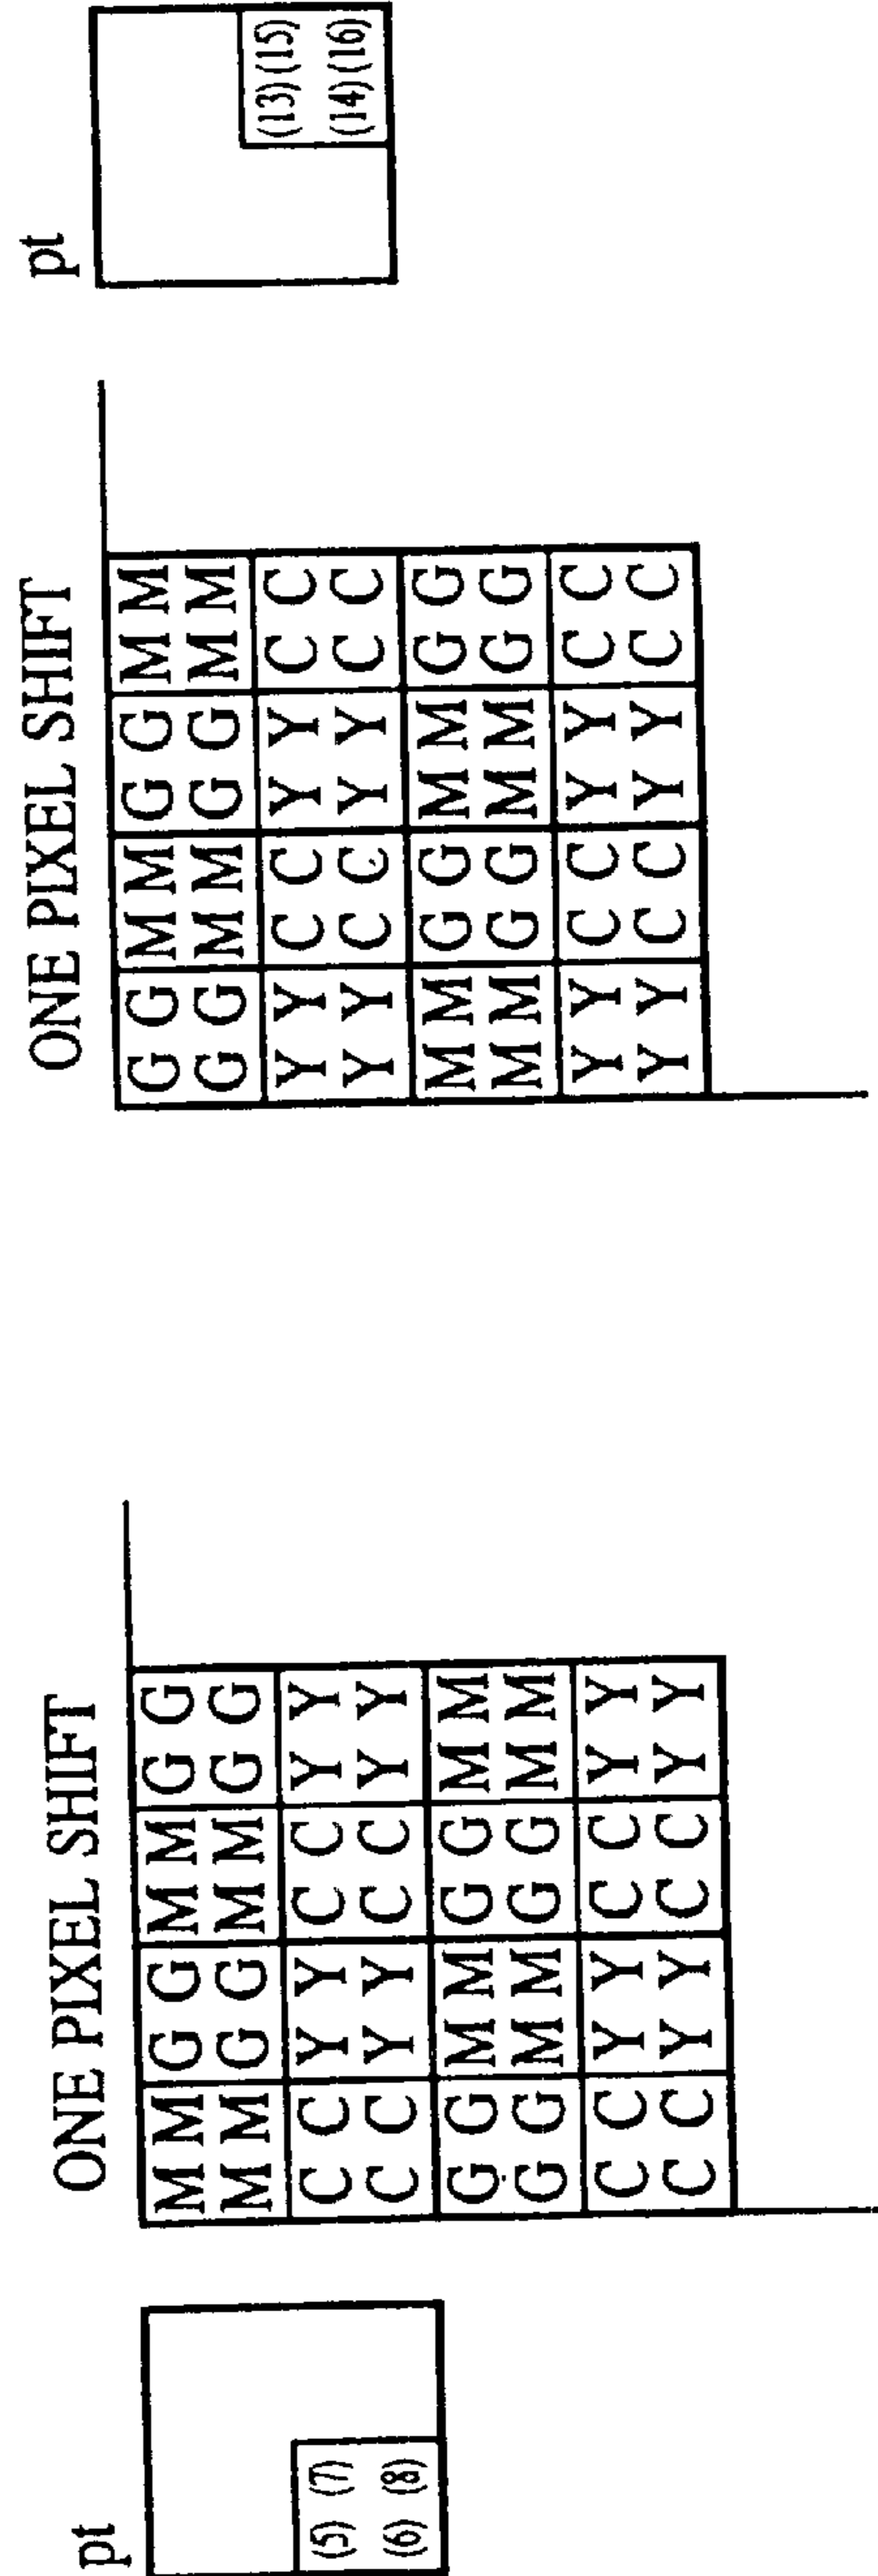 pt
(5) (7)
(6) (8)
ONE PIXEL SHIFT
M M G G M M G G
M M G G M M G G
C C Y Y C C Y Y
C C Y Y C C Y Y
G G M M G G M M
G G M M G G M M
C C Y Y C C Y Y
C C Y Y C C Y Y
ONE PIXEL SHIFT
G G M M G G M M
G G M M G G M M
Y Y C C Y Y C C
Y Y C C Y Y C C
M M G G M M G G
M M G G M M G G
Y Y C C Y Y C C
Y Y C C Y Y C C
pt
(13) (15)
(14) (16)